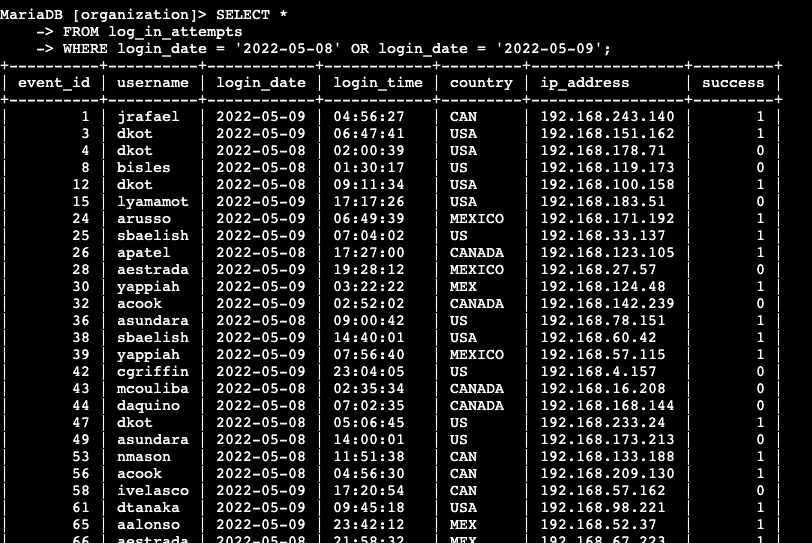 MariaDB [organization]> SELECT *
    -> FROM log_in_attempts
    -> WHERE login_date = '2022-05-08' OR login_date = '2022-05-09';
+----------+----------+------------+------------+---------+-----------------+---------+
| event_id | username | login_date | login_time | country | ip_address      | success |
+----------+----------+------------+------------+---------+-----------------+---------+
|        1 | jrafael  | 2022-05-09 | 04:56:27   | CAN     | 192.168.243.140 |       1 |
|        3 | dkot     | 2022-05-09 | 06:47:41   | USA     | 192.168.151.162 |       1 |
|        4 | dkot     | 2022-05-08 | 02:00:39   | USA     | 192.168.178.71  |       0 |
|        8 | bisles   | 2022-05-08 | 01:30:17   | US      | 192.168.119.173 |       0 |
|       12 | dkot     | 2022-05-08 | 09:11:34   | USA     | 192.168.100.158 |       1 |
|       15 | lyamamot | 2022-05-09 | 17:17:26   | USA     | 192.168.183.51  |       0 |
|       24 | arusso   | 2022-05-09 | 06:49:39   | MEXICO  | 192.168.171.192 |       1 |
|       25 | sbaelish | 2022-05-09 | 07:04:02   | US      | 192.168.33.137  |       1 |
|       26 | apatel   | 2022-05-08 | 17:27:00   | CANADA  | 192.168.123.105 |       1 |
|       28 | aestrada | 2022-05-09 | 19:28:12   | MEXICO  | 192.168.27.57   |       0 |
|       30 | yappiah  | 2022-05-09 | 03:22:22   | MEX     | 192.168.124.48  |       1 |
|       32 | acook    | 2022-05-09 | 02:52:02   | CANADA  | 192.168.142.239 |       0 |
|       36 | asundara | 2022-05-08 | 09:00:42   | US      | 192.168.78.151  |       1 |
|       38 | sbaelish | 2022-05-09 | 14:40:01   | USA     | 192.168.60.42   |       1 |
|       39 | yappiah  | 2022-05-09 | 07:56:40   | MEXICO  | 192.168.57.115  |       1 |
|       42 | cgriffin | 2022-05-09 | 23:04:05   | US      | 192.168.4.157   |       0 |
|       43 | mcouliba | 2022-05-08 | 02:35:34   | CANADA  | 192.168.16.208  |       0 |
|       44 | daquino  | 2022-05-08 | 07:02:35   | CANADA  | 192.168.168.144 |       0 |
|       47 | dkot     | 2022-05-08 | 05:06:45   | US      | 192.168.233.24  |       1 |
|       49 | asundara | 2022-05-08 | 14:00:01   | US      | 192.168.173.213 |       0 |
|       53 | nmason   | 2022-05-08 | 11:51:38   | CAN     | 192.168.133.188 |       1 |
|       56 | acook    | 2022-05-08 | 04:56:30   | CAN     | 192.168.209.130 |       1 |
|       58 | ivelasco | 2022-05-09 | 17:20:54   | CAN     | 192.168.57.162  |       0 |
|       61 | dtanaka  | 2022-05-09 | 09:45:18   | USA     | 192.168.98.221  |       1 |
|       65 | aalonso  | 2022-05-09 | 23:42:12   | MEX     | 192.168.52.37   |       1 |
|       66 | aestrada | 2022-05-08 | 21:58:32   | MEX     | 192.168.67.223  |       1 |